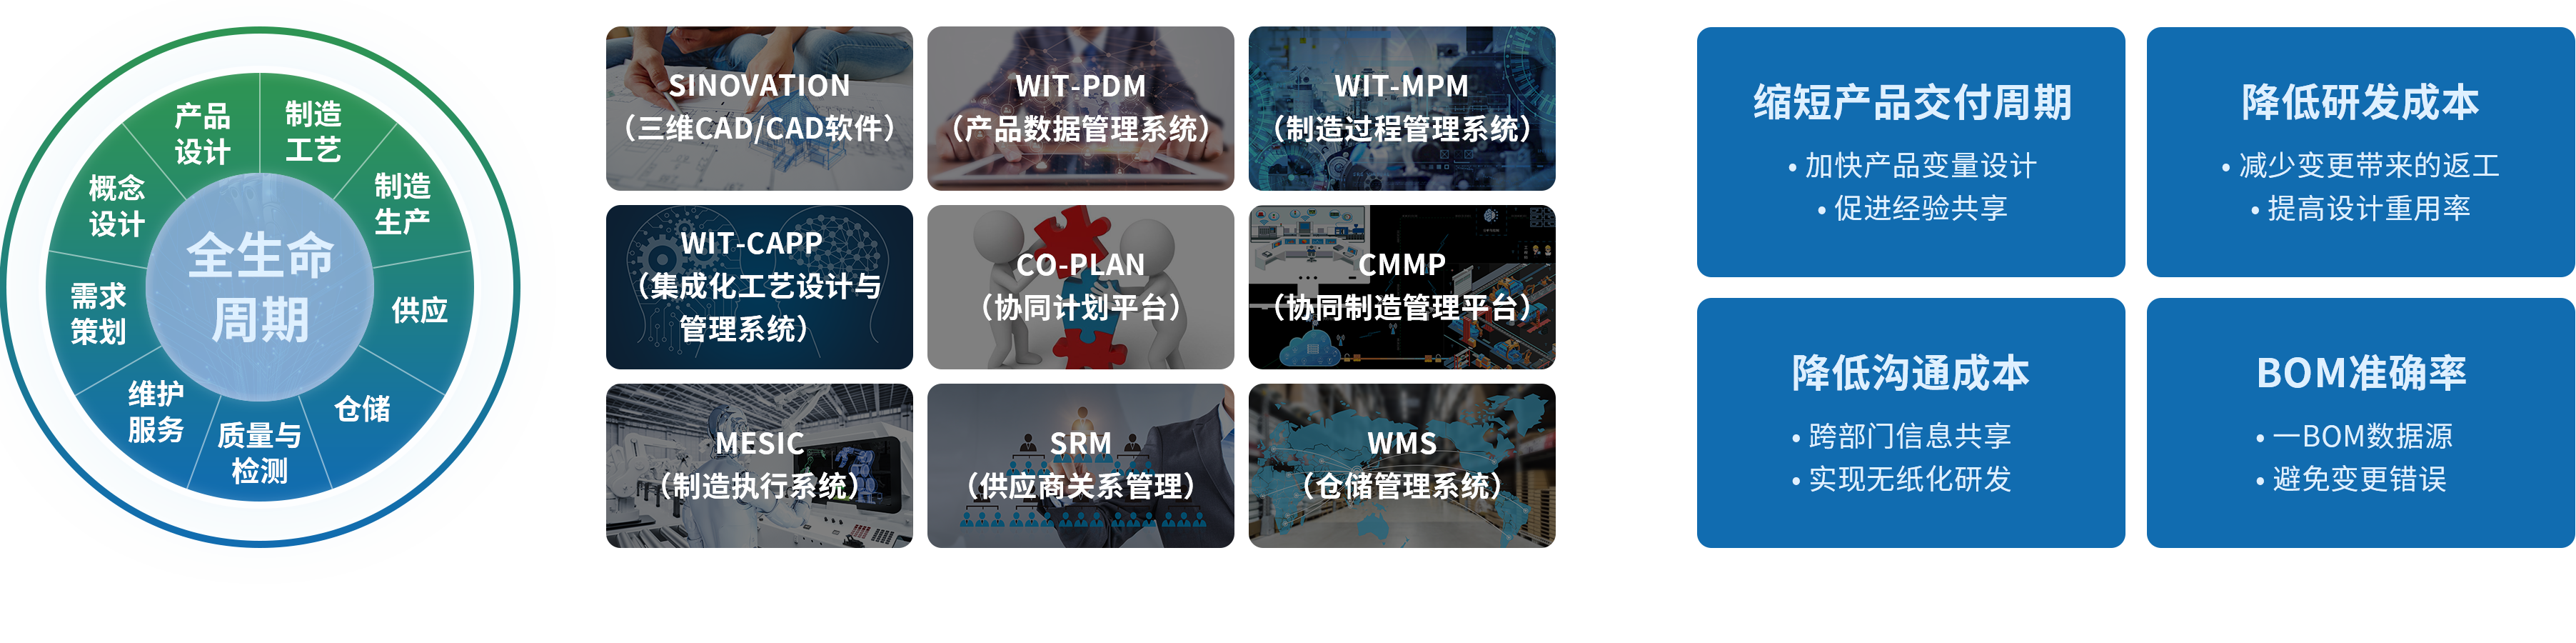 产品
设计
制造
工艺
制造
生产
供应
仓储
质量与
检测
维护
服务
需求
策划
概念
设计
全生命
周期
SINOVATION
（三维CAD/CAD软件）
WIT-PDM
（产品数据管理系统）
WIT-MPM
（制造过程管理系统）
WIT-CAPP
（集成化工艺设计与
管理系统）
CO-PLAN
（协同计划平台）
CMMP
（协同制造管理平台）
MESIC
（制造执行系统）
SRM
（供应商关系管理）
WMS
（仓储管理系统）
缩短产品交付周期
• 加快产品变量设计
• 促进经验共享
降低研发成本
• 减少变更带来的返工
• 提高设计重用率
降低沟通成本
• 跨部门信息共享
• 实现无纸化研发
BOM准确率
• 一BOM数据源
• 避免变更错误